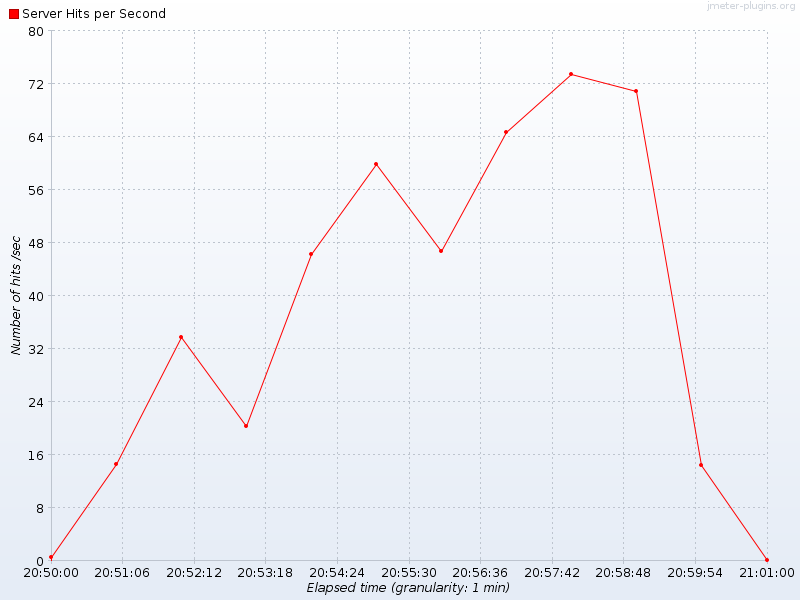 jmeter-plugins.org
Server Hits per Second
80
72
64
56
48
40
32
24
16
8
0
Number of hits /sec
20:50:00 20:51:06 20:52:12 20:53:18 20:54:24 20:55:30 20:56:36 20:57:42 20:58:48 20:59:54 21:01:00
Elapsed time (granularity: 1 min)